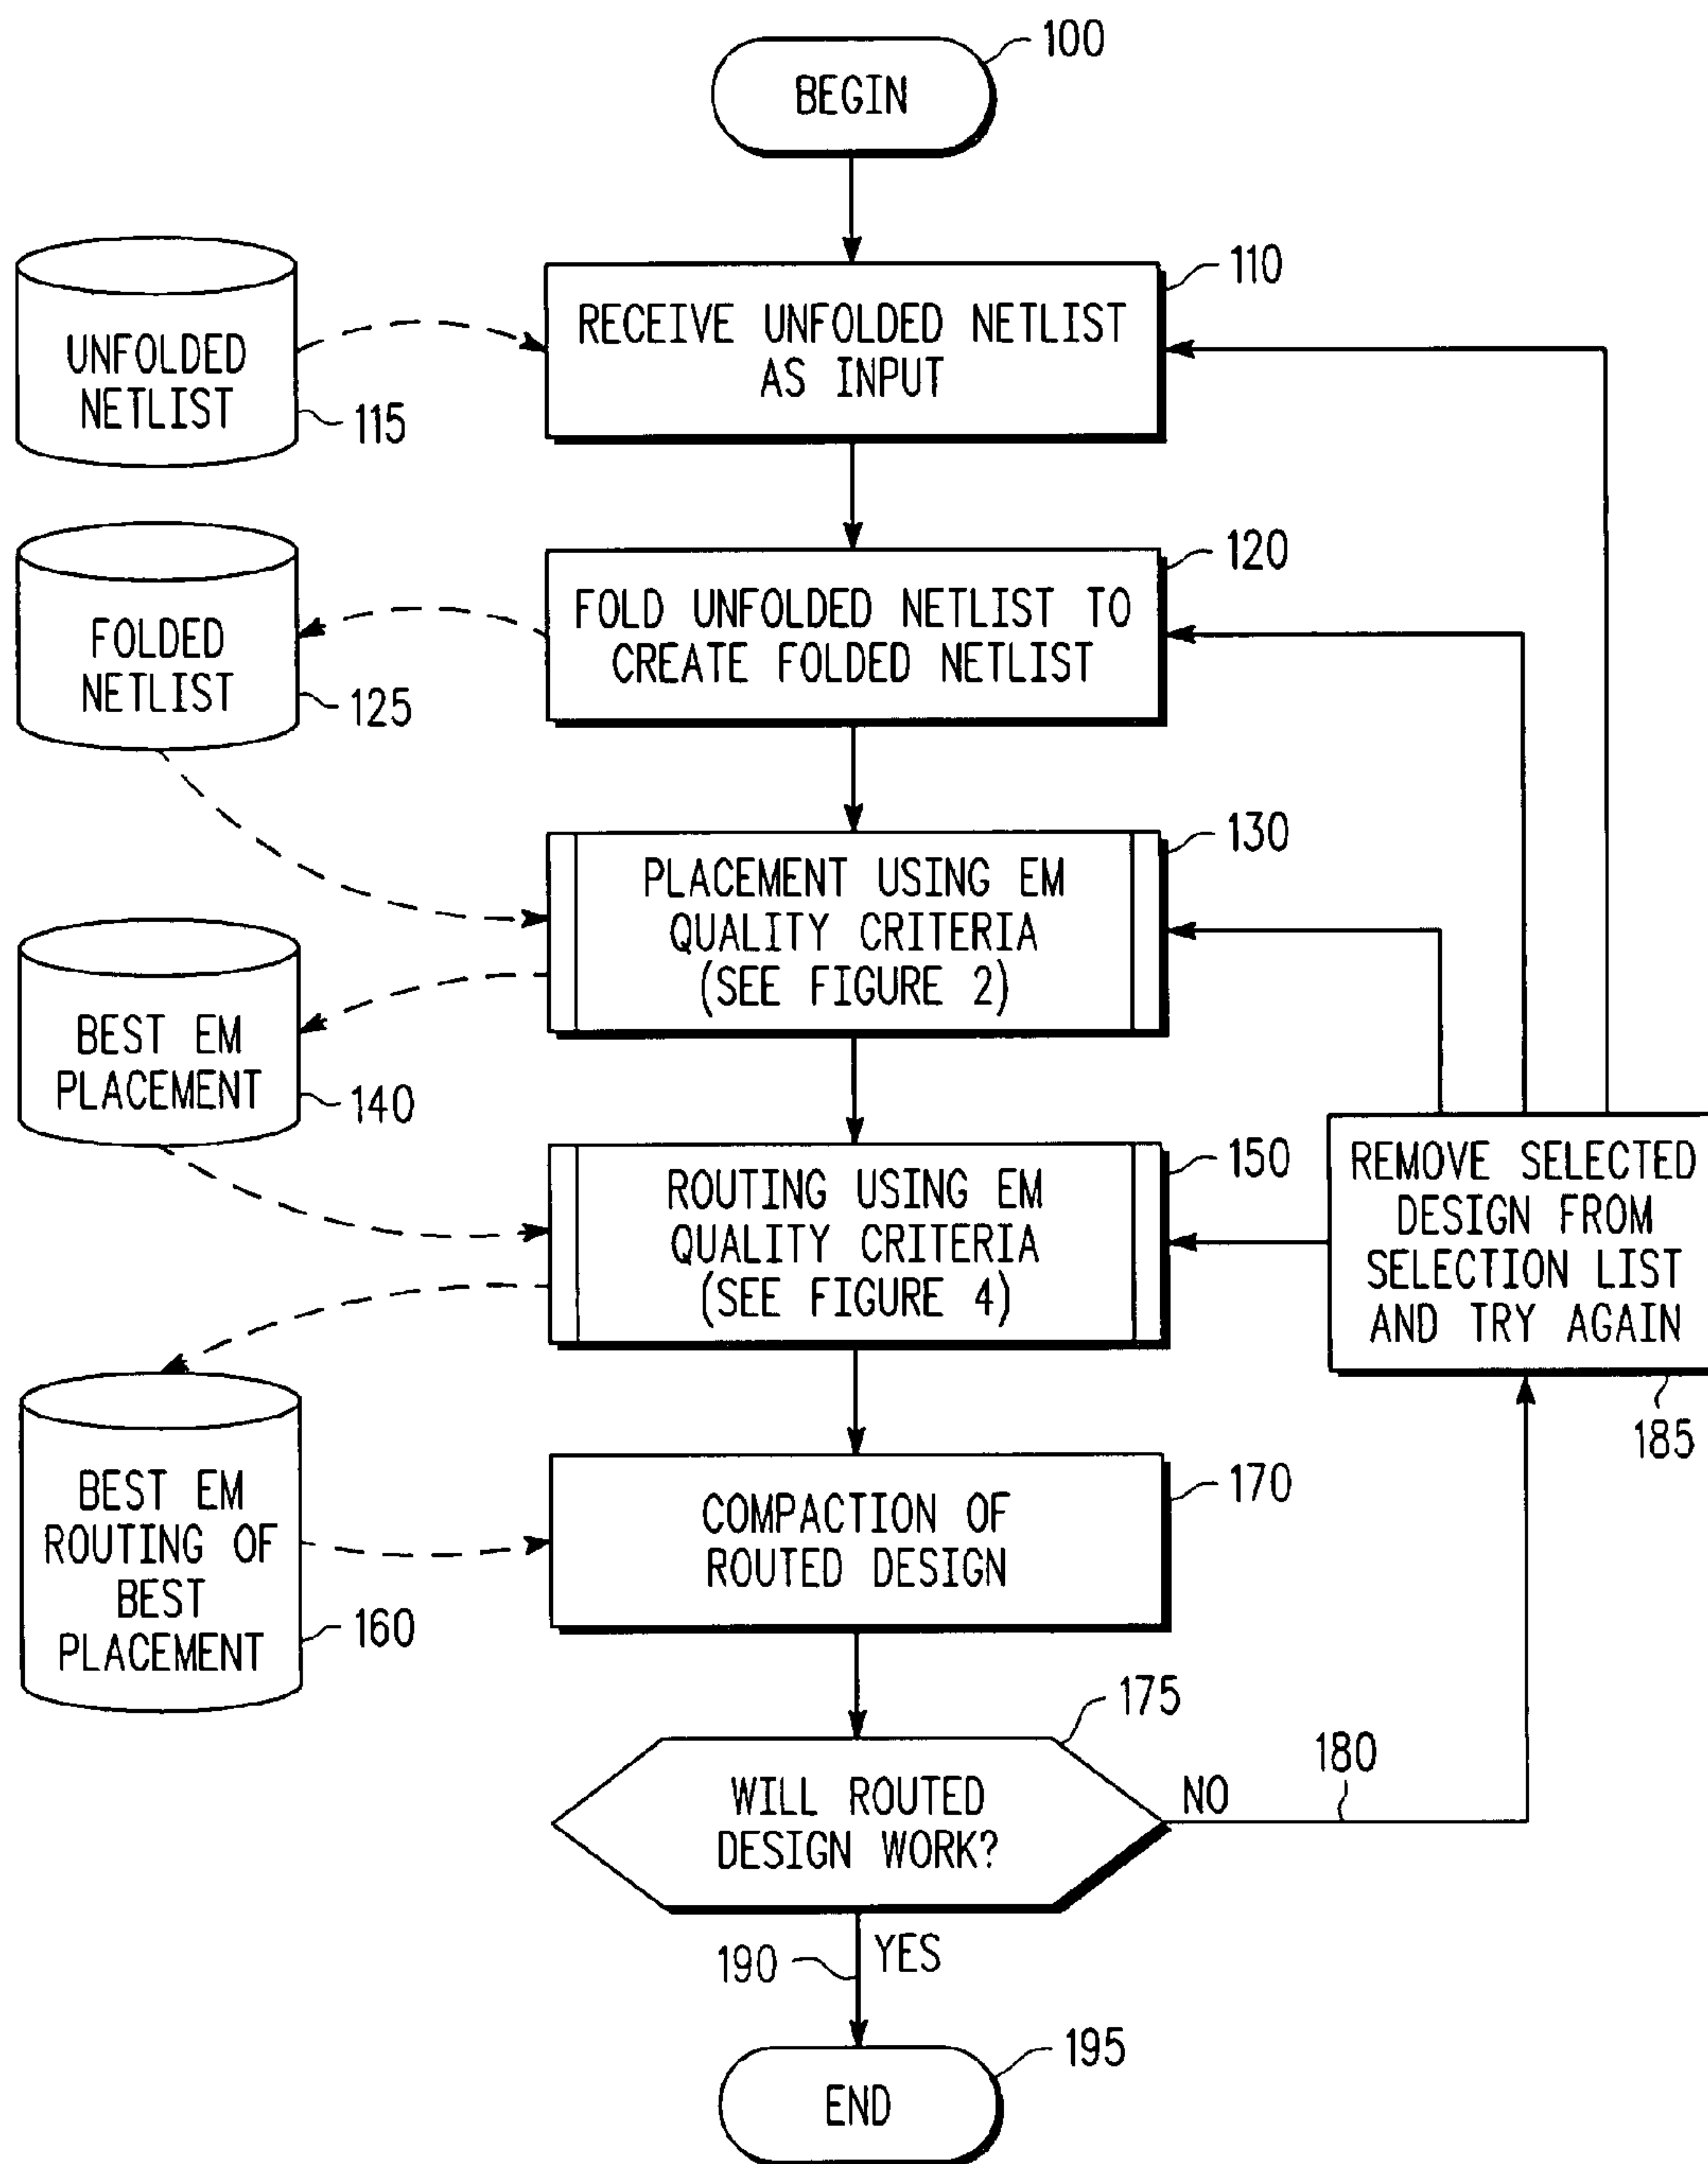 BEGIN
100
UNFOLDED
NETLIST
115
RECEIVE UNFOLDED NETLIST
AS INPUT
110
FOLDED
NETLIST
125
FOLD UNFOLDED NETLIST TO
CREATE FOLDED NETLIST
120
PLACEMENT USING EM
QUALITY CRITERIA
(SEE FIGURE 2)
130
BEST EM
PLACEMENT
140
ROUTING USING EM
QUALITY CRITERIA
(SEE FIGURE 4)
150
REMOVE SELECTED
DESIGN FROM
SELECTION LIST
AND TRY AGAIN
185
BEST EM
ROUTING OF
BEST
PLACEMENT
160
COMPACTION OF
ROUTED DESIGN
170
WILL ROUTED
DESIGN WORK?
175
NO
180
190
YES
END
195